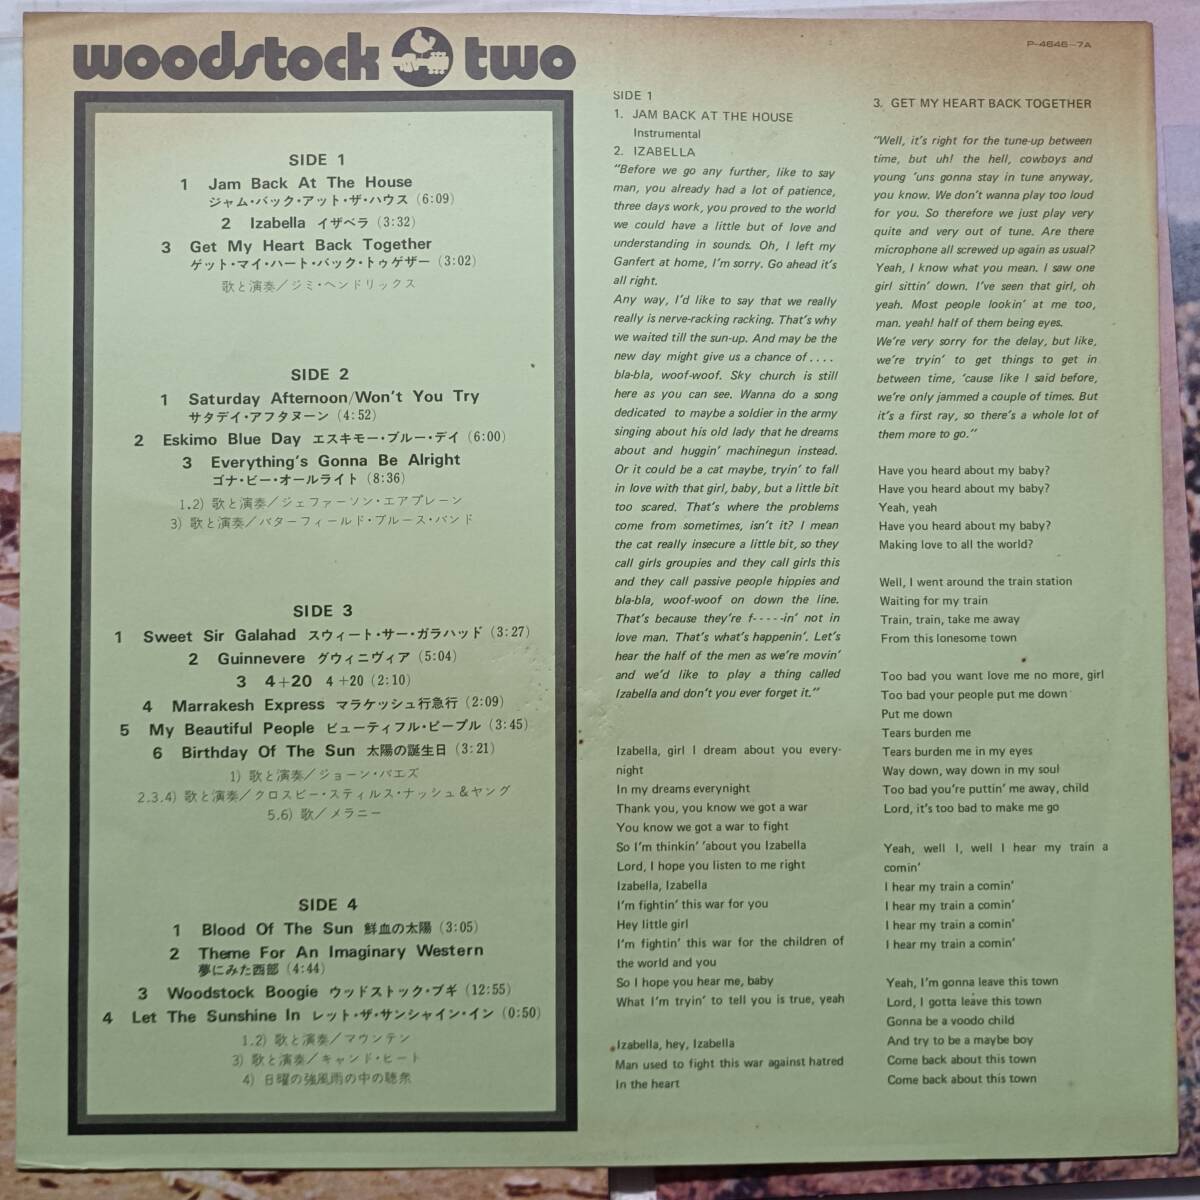 woodstock two
P-4646-7A
SIDE 1
1 Jam Back At The House
ジャム・バック・アット・ザ・ハウス (6:09)
2 Izabella イザベラ (3:32)
3 Get My Heart Back Together
ゲット・マイ・ハート・バック・トゥゲザー (3:02)
歌と演奏/ジミ・ヘンドリックス
SIDE 2
1 Saturday Afternoon/Won't You Try
サタデイ・アフタヌーン (4:52)
2 Eskimo Blue Day エスキモー・ブルー・デイ (6:00)
3 Everything's Gonna Be Alright
ゴナ・ビー・オールライト (8:36)
1.2) 歌と演奏/ジェファーソン・エアプレーン
3) 歌と演奏/バターフィールド・ブルース・バンド
SIDE 3
1 Sweet Sir Galahad スウィート・サー・ガラハッド (3:27)
2 Guinnevere グウィニヴィア (5:04)
3 4+20 4+20 (2:10)
4 Marrakesh Express マラケッシュ行急行 (2:09)
5 My Beautiful People ビューティフル・ピープル (3:45)
6 Birthday Of The Sun 太陽の誕生日 (3:21)
1) 歌と演奏/ジョーン・バエズ
2.3.4) 歌と演奏/クロスビー・スティルス・ナッシュ&ヤング
5.6) 歌/メラニー
SIDE 4
1 Blood Of The Sun 鮮血の太陽 (3:05)
2 Theme For An Imaginary Western
夢にみた西部 (4:44)
3 Woodstock Boogie ウッドストック・ブギ (12:55)
4 Let The Sunshine In レット・ザ・サンシャイン・イン (0:50)
1.2) 歌と演奏/マウンテン
3) 歌と演奏/キャンド・ヒート
4) 日曜の強風雨の中の聴衆
SIDE 1
1. JAM BACK AT THE HOUSE
Instrumental
2. IZABELLA
"Before we go any further, like to say
man, you already had a lot of patience,
three days work, you proved to the world
we could have a little but of love and
understanding in sounds. Oh, I left my
Ganfert at home, I'm sorry. Go ahead it's
all right.
Any way, I'd like to say that we really
really is nerve-racking racking. That's why
we waited till the sun-up. And may be the
new day might give us a chance of ....
bla-bla, woof-woof. Sky church is still
here as you can see. Wanna do a song
dedicated to maybe a soldier in the army
singing about his old lady that he dreams
about and huggin' machinegun instead.
Or it could be a cat maybe, tryin' to fall
in love with that girl, baby, but a little bit
too scared. That's where the problems
come from sometimes, isn't it? I mean
the cat really insecure a little bit, so they
call girls groupies and they call girls this
and they call passive people hippies and
bla-bla, woof-woof on down the line.
That's because they're f-----in' not in
love man. That's what's happenin'. Let's
hear the half of the men as we're movin'
and we'd like to play a thing called
Izabella and don't you ever forget it."
Izabella, girl I dream about you every-
night
In my dreams everynight
Thank you, you know we got a war
You know we got a war to fight
So I'm thinkin' 'about you Izabella
Lord, I hope you listen to me right
Izabella, Izabella
I'm fightin' this war for you
Hey little girl
I'm fightin' this war for the children of
the world and you
So I hope you hear me, baby
What I'm tryin' to tell you is true, yeah
Izabella, hey, Izabella
Man used to fight this war against hatred
In the heart
3. GET MY HEART BACK TOGETHER
"Well, it's right for the tune-up between
time, but uh! the hell, cowboys and
young 'uns gonna stay in tune anyway,
you know. We don't wanna play too loud
for you. So therefore we just play very
quite and very out of tune. Are there
microphone all screwed up again as usual?
Yeah, I know what you mean. I saw one
girl sittin' down. I've seen that girl, oh
yeah. Most people lookin' at me too,
man. yeah! half of them being eyes.
We're very sorry for the delay, but like,
we're tryin' to get things to get in
between time, 'cause like I said before,
we're only jammed a couple of times. But
it's a first ray, so there's a whole lot of
them more to go."
Have you heard about my baby?
Have you heard about my baby?
Yeah, yeah
Have you heard about my baby?
Making love to all the world?
Well, I went around the train station
Waiting for my train
Train, train, take me away
From this lonesome town
Too bad you want love me no more, girl
Too bad your people put me down
Put me down
Tears burden me
Tears burden me in my eyes
Way down, way down in my soul
Too bad you're puttin' me away, child
Lord, it's too bad to make me go
Yeah, well I, well I hear my train a
comin'
I hear my train a comin'
I hear my train a comin'
I hear my train a comin'
I hear my train a comin'
Yeah, I'm gonna leave this town
Lord, I gotta leave this town
Gonna be a voodo child
And try to be a maybe boy
Come back about this town
Come back about this town